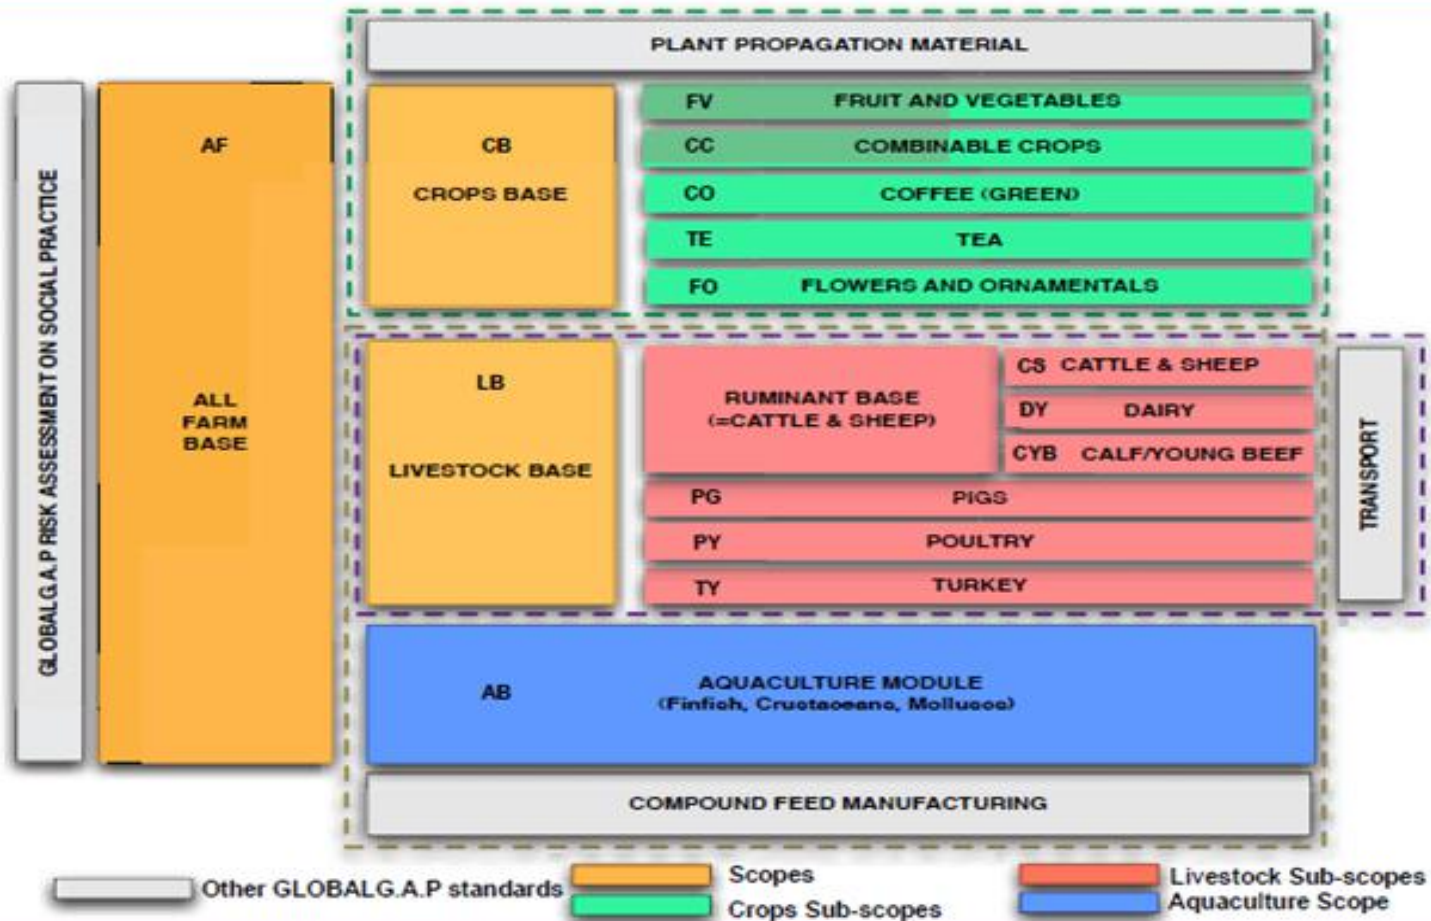 PLANT PROPAGATION MATERIAL
GLOBALG.A.P RISK ASSESSMENT ON SOCIAL PRACTICE
AF
ALL
FARM
BASE
CB
CROPS BASE
FV FRUIT AND VEGETABLES
CC COMBINABLE CROPS
CO COFFEE (GREEN)
TE TEA
FO FLOWERS AND ORNAMENTALS
LB
LIVESTOCK BASE
RUMINANT BASE
(=CATTLE & SHEEP)
CS CATTLE & SHEEP
DY DAIRY
CYB CALF/YOUNG BEEF
PG PIGS
PY POULTRY
TY TURKEY
TRANSPORT
AB
AQUACULTURE MODULE
(Finfish, Crustaceans, Molluscs)
COMPOUND FEED MANUFACTURING
Other GLOBALG.A.P standards
Scopes
Crops Sub-scopes
Livestock Sub-scopes
Aquaculture Scope